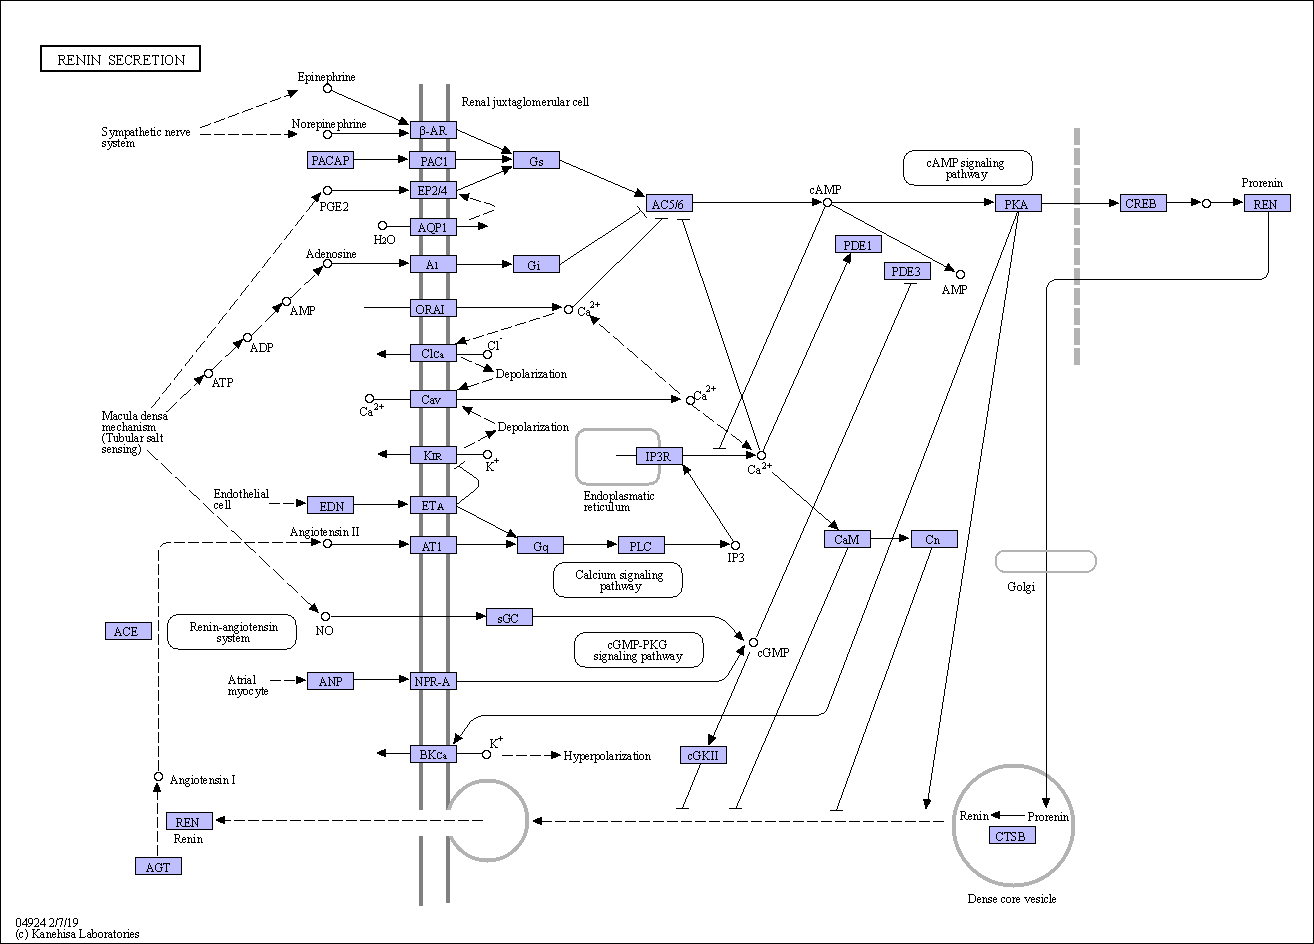 RENIN SECRETION
Epinephrine
Renal juxtaglomerular cell
Sympathetic nerve
system
Norepinephrine
β-AR
PACAP
PAC1
Gs
cAMP signaling
pathway
EP2/4
PGE2
AC5/6
cAMP
PKA
CREB
Prorenin
REN
AQP1
H2O
PDE1
Adenosine
A1
Gi
PDE3
AMP
ORAI
Ca2+
AMP
ADP
ATP
ClCa
Cl-
Depolarization
Cav
Ca2+
Ca2+
Macula densa
mechanism
(Tubular salt
sensing)
Depolarization
KIR
K+
IP3R
Ca2+
Endoplasmatic
reticulum
Endothelial
cell
EDN
ETA
Angiotensin II
AT1
Gq
PLC
IP3
CaM
Cn
Calcium signaling
pathway
Golgi
NO
sGC
ACE
Renin-angiotensin
system
cGMP-PKG
signaling pathway
cGMP
Atrial
myocyte
ANP
NPR-A
BKCa
K+
Hyperpolarization
cGKII
Angiotensin I
REN
Renin
Renin
Prorenin
CTSB
AGT
Dense core vesicle
04924 2/7/19
(c) Kanehisa Laboratories